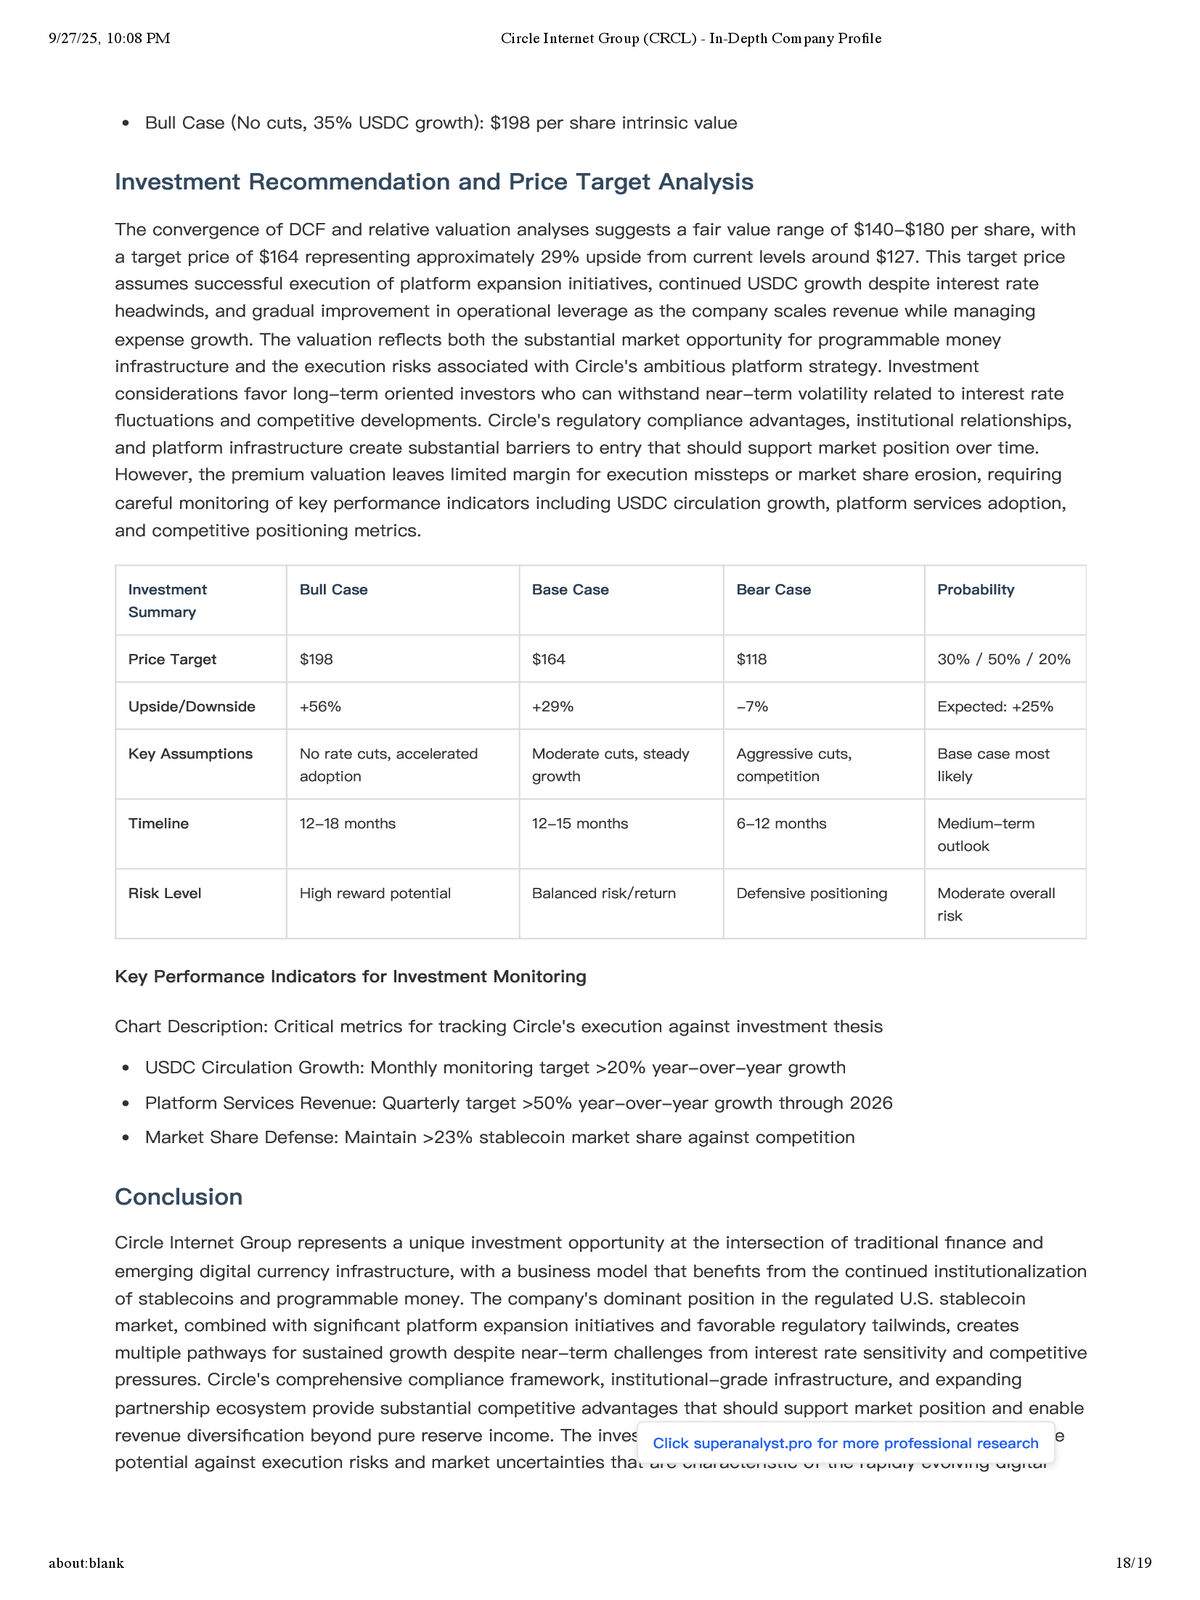 9/27/25, 10:08 PM
Circle Internet Group (CRCL) - In-Depth Company Profile
• Bull Case (No cuts, 35% USDC growth): $198 per share intrinsic value
Investment Recommendation and Price Target Analysis
The convergence of DCF and relative valuation analyses suggests a fair value range of $140–$180 per share, with
a target price of $164 representing approximately 29% upside from current levels around $127. This target price
assumes successful execution of platform expansion initiatives, continued USDC growth despite interest rate
headwinds, and gradual improvement in operational leverage as the company scales revenue while managing
expense growth. The valuation reflects both the substantial market opportunity for programmable money
infrastructure and the execution risks associated with Circle's ambitious platform strategy. Investment
considerations favor long–term oriented investors who can withstand near–term volatility related to interest rate
fluctuations and competitive developments. Circle's regulatory compliance advantages, institutional relationships,
and platform infrastructure create substantial barriers to entry that should support market position over time.
However, the premium valuation leaves limited margin for execution missteps or market share erosion, requiring
careful monitoring of key performance indicators including USDC circulation growth, platform services adoption,
and competitive positioning metrics.
Investment Summary
Bull Case
Base Case
Bear Case
Probability
Price Target
$198
$164
$118
30% / 50% / 20%
Upside/Downside
+56%
+29%
–7%
Expected: +25%
Key Assumptions
No rate cuts, accelerated
adoption
Moderate cuts, steady
growth
Aggressive cuts,
competition
Base case most
likely
Timeline
12–18 months
12–15 months
6–12 months
Medium–term
outlook
Risk Level
High reward potential
Balanced risk/return
Defensive positioning
Moderate overall
risk
Key Performance Indicators for Investment Monitoring
Chart Description: Critical metrics for tracking Circle's execution against investment thesis
• USDC Circulation Growth: Monthly monitoring target >20% year–over–year growth
• Platform Services Revenue: Quarterly target >50% year–over–year growth through 2026
• Market Share Defense: Maintain >23% stablecoin market share against competition
Conclusion
Circle Internet Group represents a unique investment opportunity at the intersection of traditional finance and
emerging digital currency infrastructure, with a business model that benefits from the continued institutionalization
of stablecoins and programmable money. The company's dominant position in the regulated U.S. stablecoin
market, combined with significant platform expansion initiatives and favorable regulatory tailwinds, creates
multiple pathways for sustained growth despite near–term challenges from interest rate sensitivity and competitive
pressures. Circle's comprehensive compliance framework, institutional–grade infrastructure, and expanding
partnership ecosystem provide substantial competitive advantages that should support market position and enable
revenue diversification beyond pure reserve income. The
potential against execution risks and market uncertainties that are characteristic of the rapidly evolving digital
Click superanalyst.pro for more professional research
about:blank
18/19